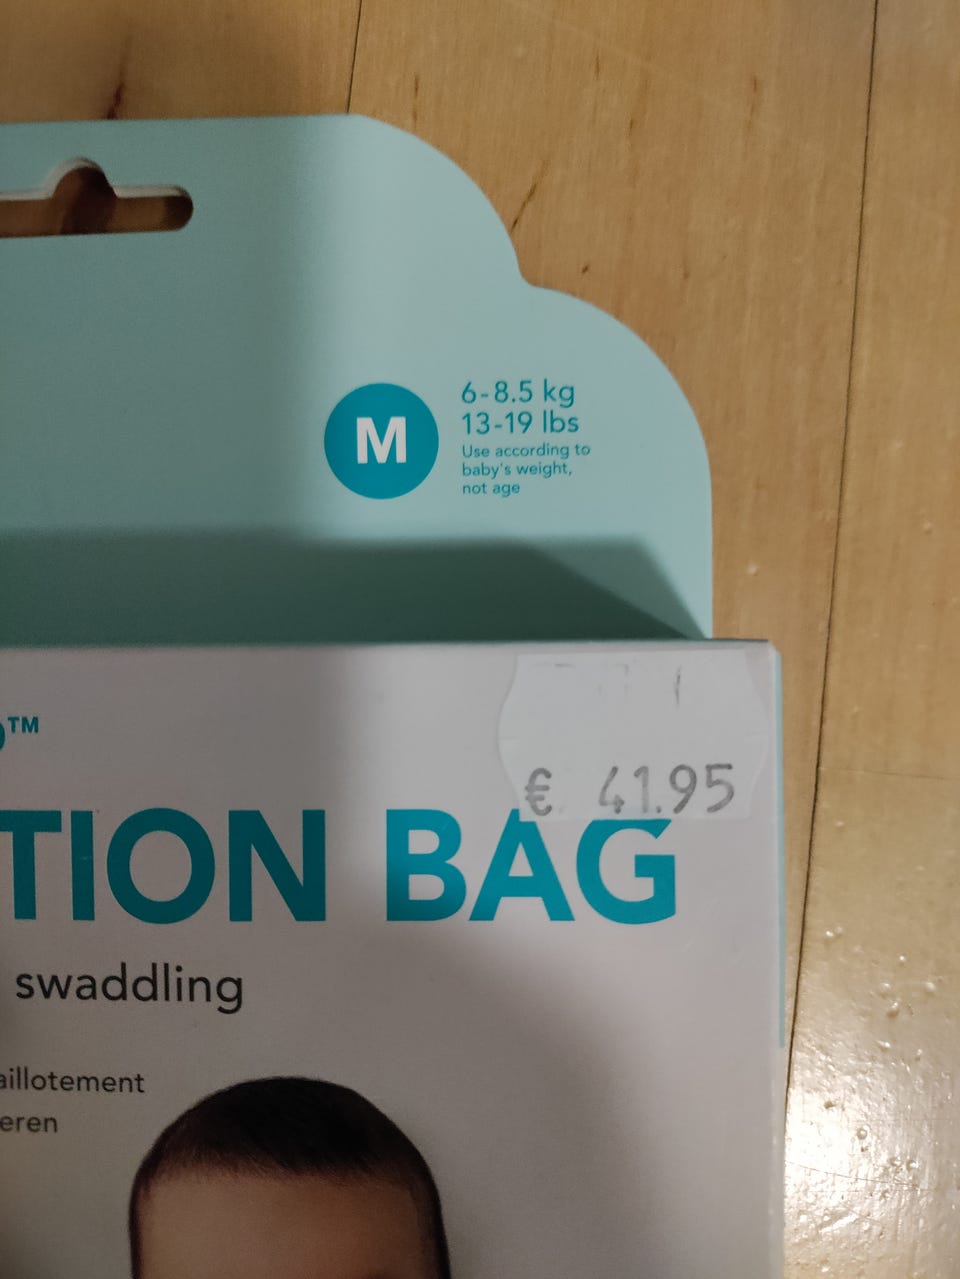 M
6-8.5 kg
13-19 lbs
Use according to
baby's weight,
not age
€ 41.95
TM
TION BAG
swaddling
aillotement
eren